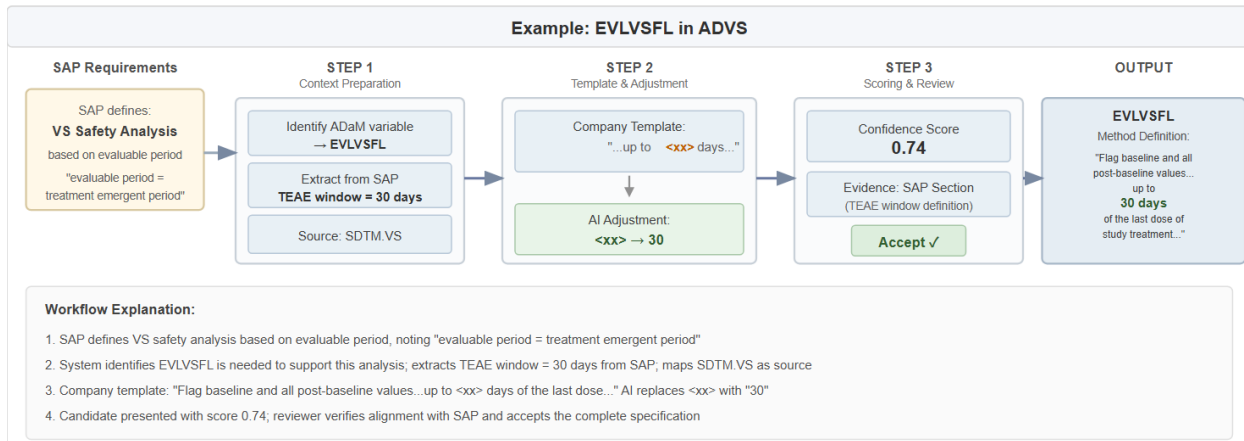 Example: EVLVSFL in ADVS
SAP Requirements
SAP defines:
VS Safety Analysis
based on evaluable period
"evaluable period =
treatment emergent period"
STEP 1
Context Preparation
Identify ADaM variable
→ EVLVSFL
Extract from SAP
TEAE window = 30 days
Source: SDTM.VS
STEP 2
Template & Adjustment
Company Template:
"...up to <xx> days..."
AI Adjustment:
<xx> → 30
STEP 3
Scoring & Review
Confidence Score
0.74
Evidence: SAP Section
(TEAE window definition)
Accept ✓
OUTPUT
EVLVSFL
Method Definition:
"Flag baseline and all
post-baseline values...
up to
30 days
of the last dose of
study treatment..."
Workflow Explanation:
1. SAP defines VS safety analysis based on evaluable period, noting "evaluable period = treatment emergent period"
2. System identifies EVLVSFL is needed to support this analysis; extracts TEAE window = 30 days from SAP; maps SDTM.VS as source
3. Company template: "Flag baseline and all post-baseline values...up to <xx> days of the last dose..." AI replaces <xx> with "30"
4. Candidate presented with score 0.74; reviewer verifies alignment with SAP and accepts the complete specification